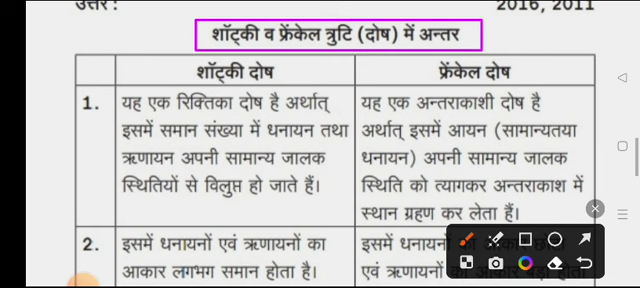 उत्तर :
2016, 2011
शॉट्की व फ्रेंकेल त्रुटि (दोष) में अन्तर
शॉट्की दोष
फ्रेंकेल दोष
1.
यह एक रिक्तिका दोष है अर्थात्
इसमें समान संख्या में धनायन तथा
ऋणायन अपनी सामान्य जालक
स्थितियों से विलुप्त हो जाते हैं।
यह एक अन्तराकाशी दोष है
अर्थात् इसमें आयन (सामान्यतया
धनायन) अपनी सामान्य जालक
स्थिति को त्यागकर अन्तराकाश में
स्थान ग्रहण कर लेता हैं।
2.
इसमें धनायनों एवं ऋणायनों का
आकार लगभग समान होता है।
इसमें धनायनों
एवं ऋणायनों